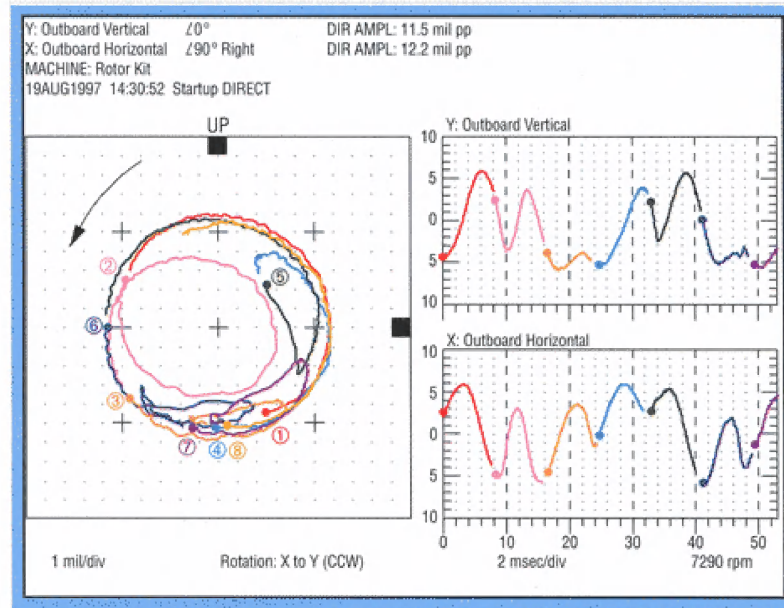 Y: Outboard Vertical ∠0° DIR AMPL: 11.5 mil pp
X: Outboard Horizontal ∠90° Right DIR AMPL: 12.2 mil pp
MACHINE: Rotor Kit
19AUG1997 14:30:52 Startup DIRECT
UP
②
⑤
⑥
③
①
⑦ ④ ⑧
1 mil/div Rotation: X to Y (CCW)
Y: Outboard Vertical
10
5
0
5
10
X: Outboard Horizontal
10
5
0
5
10
0 10 20 30 40 50
2 msec/div 7290 rpm